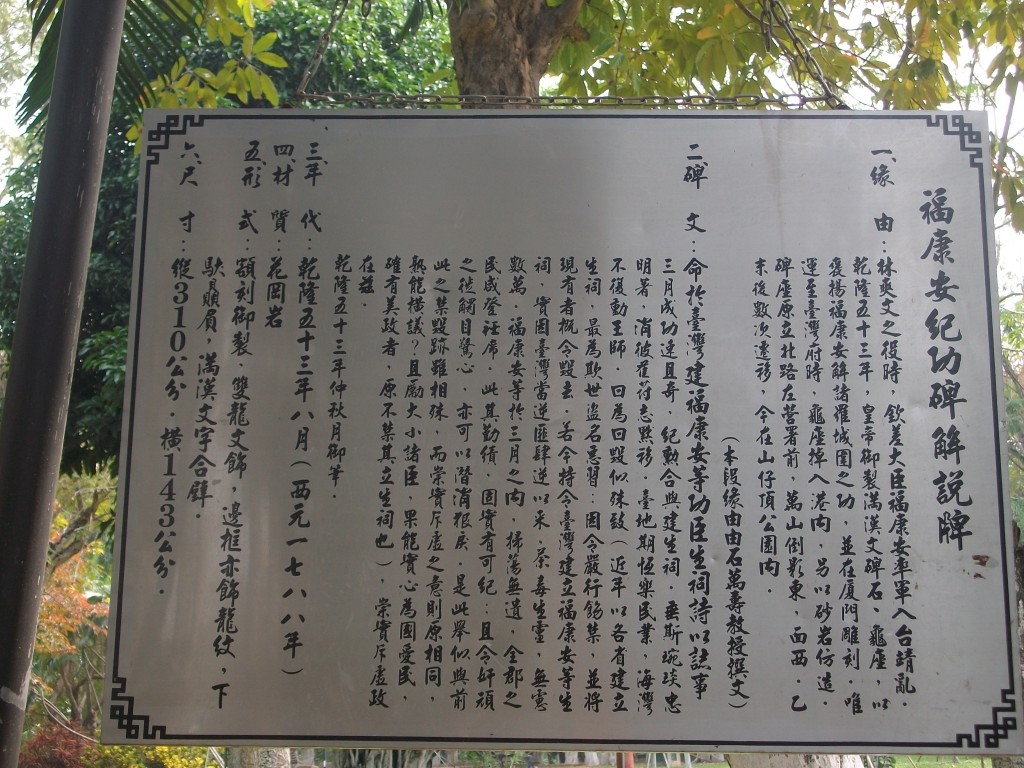 福康安紀功碑解說牌
一、緣　由：林爽文之役時，欽差大臣福康安率軍入台靖亂。
乾隆五十三年，皇帝御製滿漢文碑石，龜座，以
褒揚福康安解諸羅城圍之功，並在廈門雕刻。唯
運至臺灣府時，龜座掉入港內，另以砂岩仿造。
碑座原立北路左營署前，萬山倒影東，面西，乙
末後數次遷移，今在山仔頂公園內。
（本段緣由由石萬壽教授撰文）
二、碑　文：命於臺灣建福康安等功臣生祠詩以誌事
三月成功速且奇，紀勳合與建生祠，垂斯琬琰忠
明著，消彼萑苻志默移。臺地期恆樂民業，海灣
不復動王師，曰為曰毀似殊致（近年以各省建立
生祠，最為欺世盜名惡習：因令嚴行飭禁，並將
現有者概令毀去，若今特令臺灣建立福康安等生
祠，實因臺灣當逆匪肆逆以來，荼毒生靈，無慮
數萬，福康安等於三月之內，掃蕩無遺，全郡之
民咸登衽席，此其勤績，固實有可紀：且令奸頑
之徒觸目驚心，亦可以潛消狠戾，是此舉似與前
此之禁毀跡雖相殊，而崇實斥虛之意則原相同，
孰能橫議？且勵大小諸臣，果能實心為國愛民
確有美政者，原不禁其立生祠也），崇實斥虛政
在茲。
乾隆五十三年仲秋月御筆。
三、年　代：乾隆五十三年八月（西元一七八八年）
四、材　質：花岡岩
五、形　式：額刻御製，雙龍文飾，邊框亦飾龍紋，下
馱贔屭，滿漢文字合鐫。
六、尺　寸：縱310公分，橫143公分。